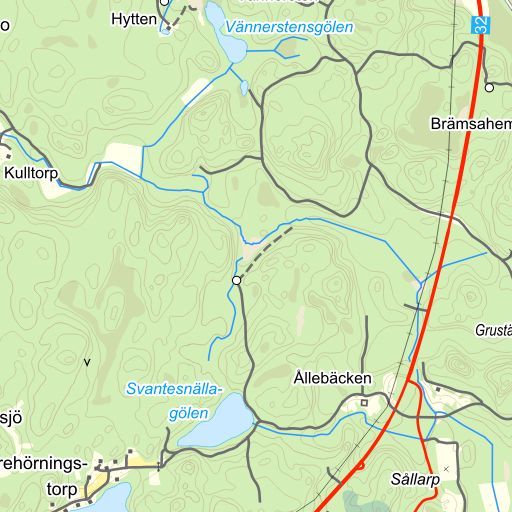 Hytten
Vännerstensgölen
32
Brämsahem
Kulltorp
Grustä
Ållebäcken
Svantesnälla-
gölen
sjö
rehörnings-
torp
Sållarp